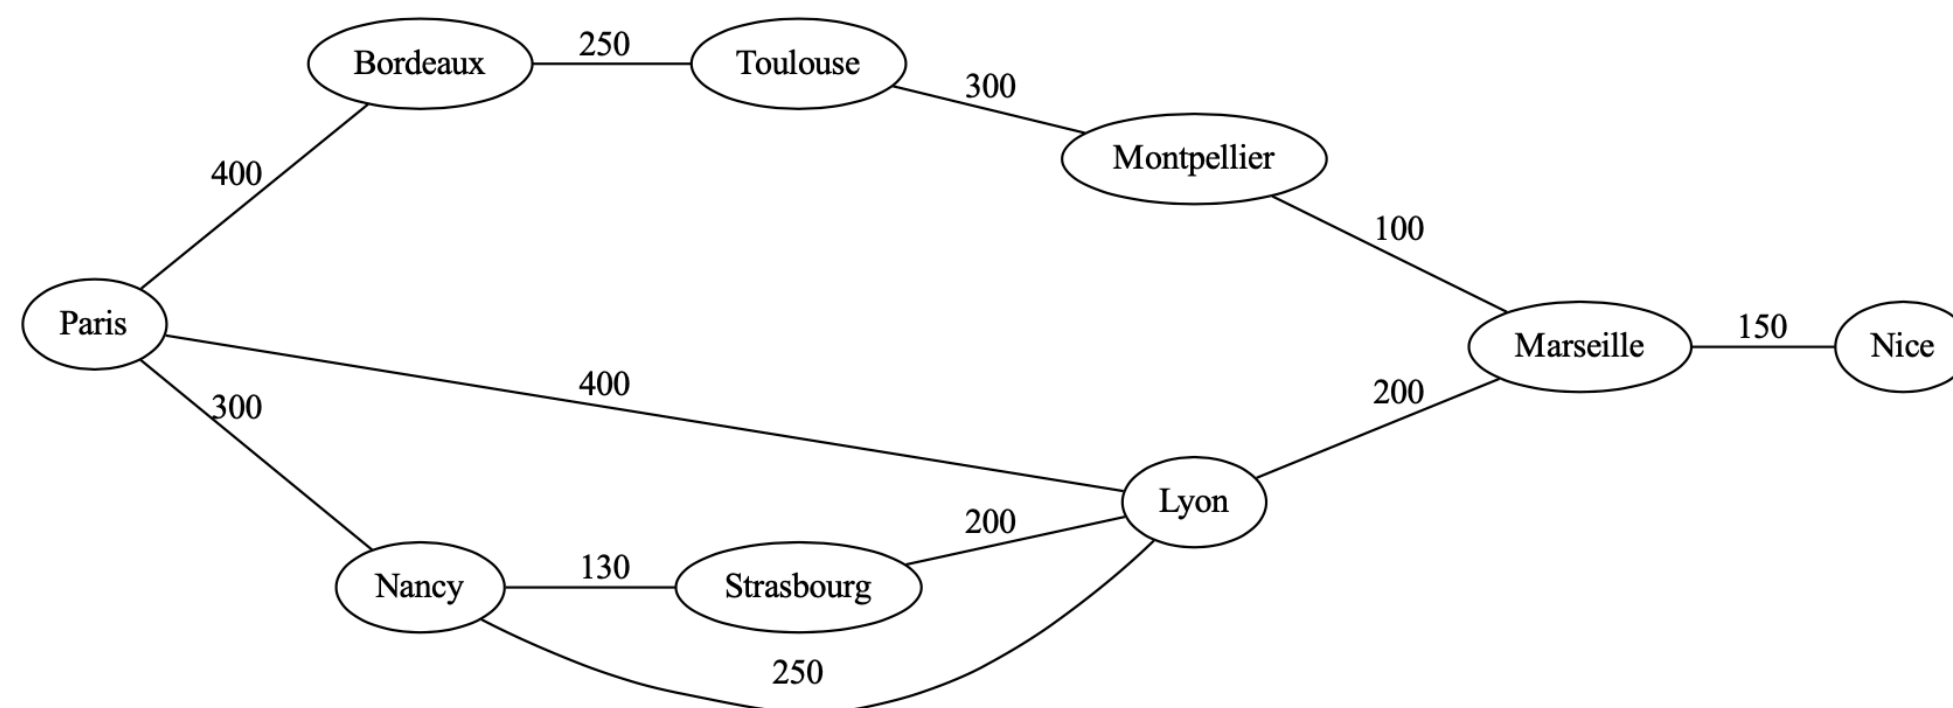 Bordeaux
250
Toulouse
300
Montpellier
400
100
Paris
Marseille
150
Nice
400
200
300
Lyon
200
Nancy
130
Strasbourg
250